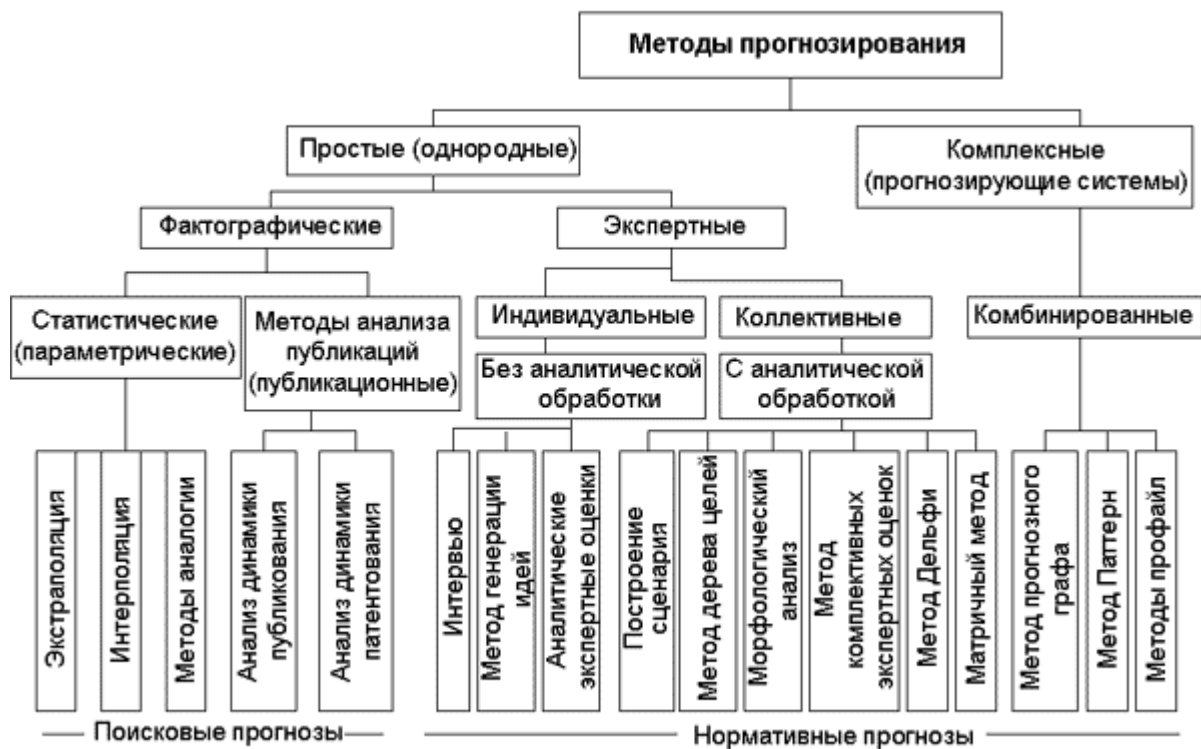 Методы прогнозирования
Простые (однородные)
Комплексные
(прогнозирующие системы)
Фактографические
Экспертные
Статистические
(параметрические)
Методы анализа
публикаций
(публикационные)
Индивидуальные
Коллективные
Комбинированные
Без аналитической
обработки
С аналитической
обработкой
Экстраполяция
Интерполяция
Методы аналогии
Анализ динамики
публикования
Анализ динамики
патентования
Интервью
Метод генерации
идей
Аналитические
экспертные оценки
Построение
сценария
Метод дерева целей
Морфологический
анализ
Метод
комплективных
экспертных оценок
Метод Дельфи
Матричный метод
Метод прогнозного
графа
Метод Паттерн
Методы профайл
Поисковые прогнозы
Нормативные прогнозы